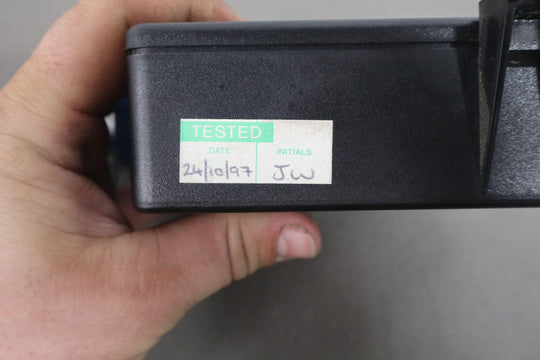 TESTED
DATE INITIALS
24/10/97 JW